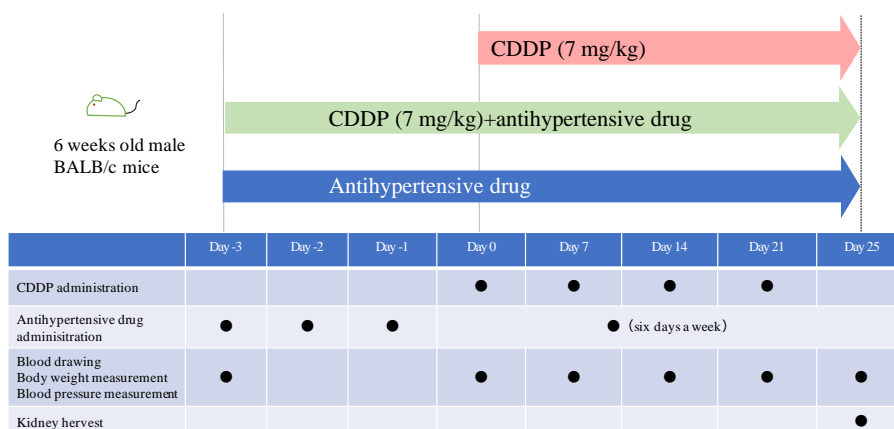 CDDP (7 mg/kg)
CDDP (7 mg/kg)+antihypertensive drug
6 weeks old male
BALB/c mice
Antihypertensive drug
Day -3 Day -2 Day -1 Day 0 Day 7 Day 14 Day 21 Day 25
CDDP administration
Antihypertensive drug
adminisitration
(six days a week)
Blood drawing
Body weight measurement
Blood pressure measurement
Kidney hervest